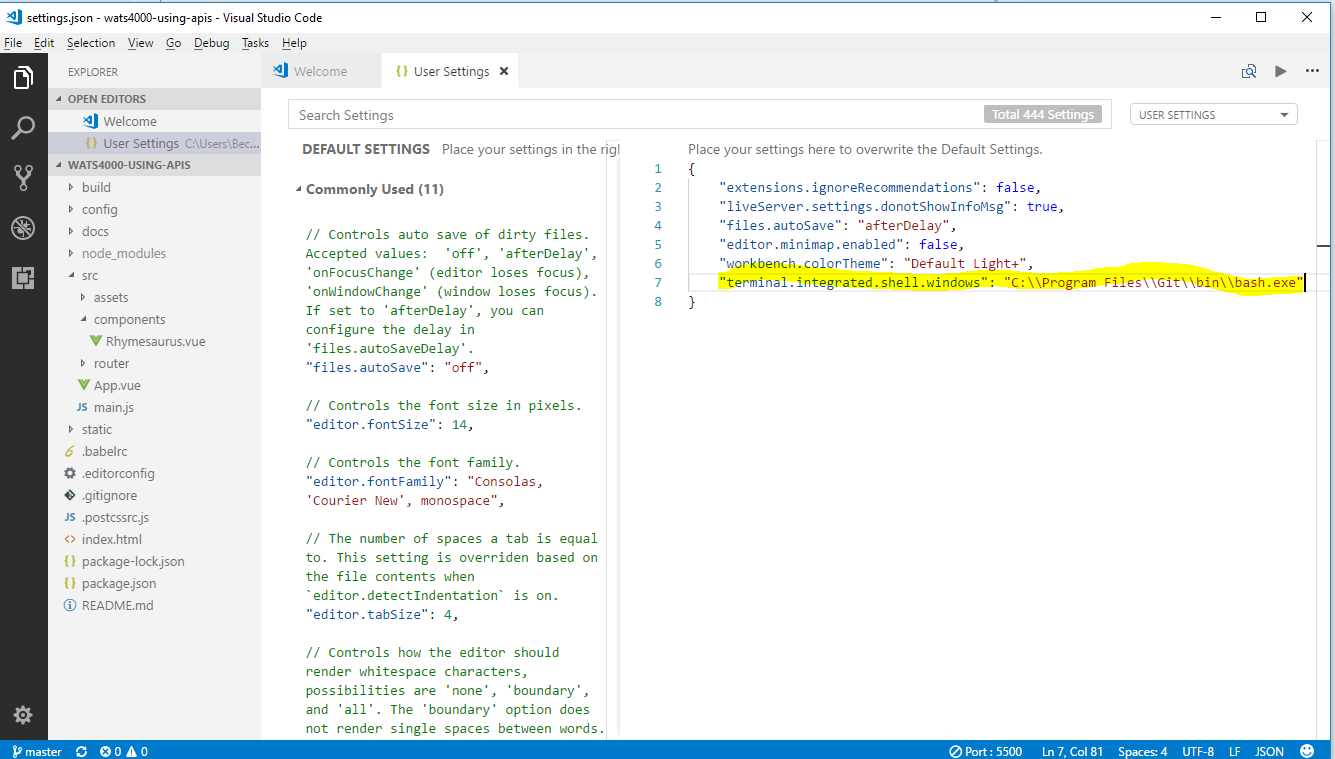 settings.json - wats4000-using-apis - Visual Studio Code
File Edit Selection View Go Debug Tasks Help
EXPLORER
OPEN EDITORS
Welcome
User Settings C:\Users\Bec...
WATS4000-USING-APIS
build
config
docs
node_modules
src
assets
components
Rhymesaurus.vue
router
App.vue
JS main.js
static
.babelrc
.editorconfig
.gitignore
JS .postcssrc.js
<> index.html
{} package-lock.json
{} package.json
README.md
Welcome
{} User Settings
Search Settings
Total 444 Settings
USER SETTINGS
DEFAULT SETTINGS Place your settings in the righ
Commonly Used (11)
// Controls auto save of dirty files.
Accepted values:  'off', 'afterDelay',
'onFocusChange' (editor loses focus),
'onWindowChange' (window loses focus).
If set to 'afterDelay', you can
configure the delay in
'files.autoSaveDelay'.
"files.autoSave": "off",
// Controls the font size in pixels.
"editor.fontSize": 14,
// Controls the font family.
"editor.fontFamily": "Consolas,
'Courier New', monospace",
// The number of spaces a tab is equal
to. This setting is overriden based on
the file contents when
`editor.detectIndentation` is on.
"editor.tabSize": 4,
// Controls how the editor should
render whitespace characters,
possibilities are 'none', 'boundary',
and 'all'. The 'boundary' option does
not render single spaces between words.
Place your settings here to overwrite the Default Settings.
1 {
2 "extensions.ignoreRecommendations": false,
3 "liveServer.settings.donotShowInfoMsg": true,
4 "files.autoSave": "afterDelay",
5 "editor.minimap.enabled": false,
6 "workbench.colorTheme": "Default Light+",
7 "terminal.integrated.shell.windows": "C:\\Program Files\\Git\\bin\\bash.exe"
8 }
master 0 0 Port : 5500 Ln 7, Col 81 Spaces: 4 UTF-8 LF JSON